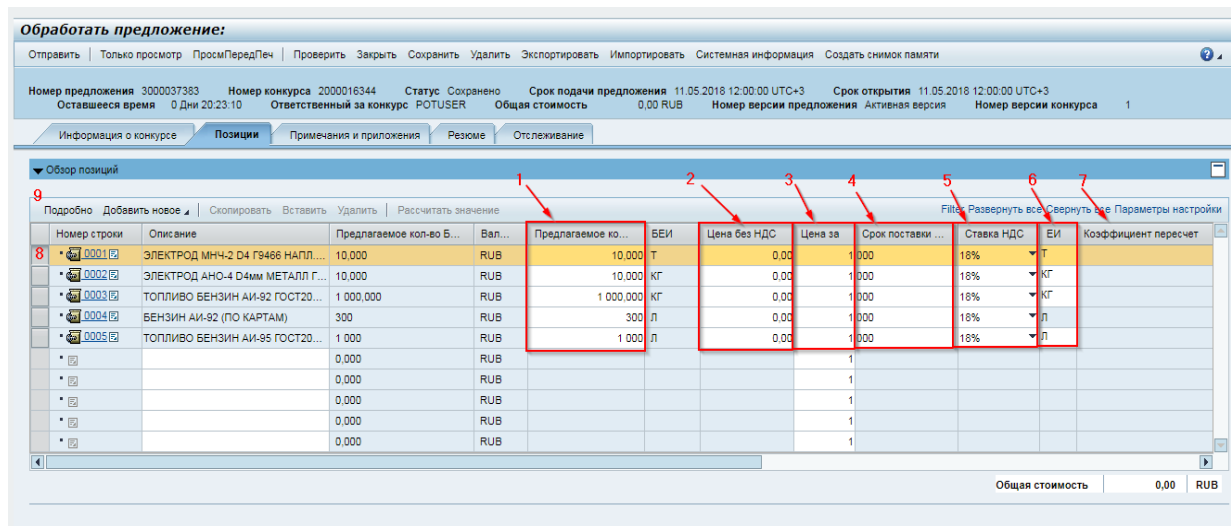 Обработать предложение:
Отправить Только просмотр ПросмПередПеч Проверить Закрыть Сохранить Удалить Экспортировать Импортировать Системная информация Создать снимок памяти
Номер предложения 3000037383 Номер конкурса 2000016344 Статус Сохранено Срок подачи предложения 11.05.2018 12:00:00 UTC+3 Срок открытия 11.05.2018 12:00:00 UTC+3
Оставшееся время 0 Дни 20:23:10 Ответственный за конкурс POTUSER Общая стоимость 0,00 RUB Номер версии предложения Активная версия Номер версии конкурса 1
Информация о конкурсе Позиции Примечания и приложения Резюме Отслеживание
Обзор позиций
1 2 3 4 5 6 7
9
Подробно Добавить новое Скопировать Вставить Удалить Рассчитать значение Filter Развернуть все Свернуть все Параметры настройки
Номер строки Описание Предлагаемое кол-во Б... Вал... Предлагаемое ко... БЕИ Цена без НДС Цена за Срок поставки ... Ставка НДС ЕИ Коэффициент пересчет
8 0001 ЭЛЕКТРОД МНЧ-2 D4 Г9466 НАПЛ... 10,000 RUB 10,000 Т 0,00 1 000 18% Т
0002 ЭЛЕКТРОД АНО-4 D4мм МЕТАЛЛ Г... 10,000 RUB 10,000 КГ 0,00 1 000 18% КГ
0003 ТОПЛИВО БЕНЗИН АИ-92 ГОСТ20... 1 000,000 RUB 1 000,000 КГ 0,00 1 000 18% КГ
0004 БЕНЗИН АИ-92 (ПО КАРТАМ) 300 RUB 300 Л 0,00 1 000 18% Л
0005 ТОПЛИВО БЕНЗИН АИ-95 ГОСТ20... 1 000 RUB 1 000 Л 0,00 1 000 18% Л
0,000 RUB 1
0,000 RUB 1
0,000 RUB 1
0,000 RUB 1
0,000 RUB 1
Общая стоимость 0,00 RUB